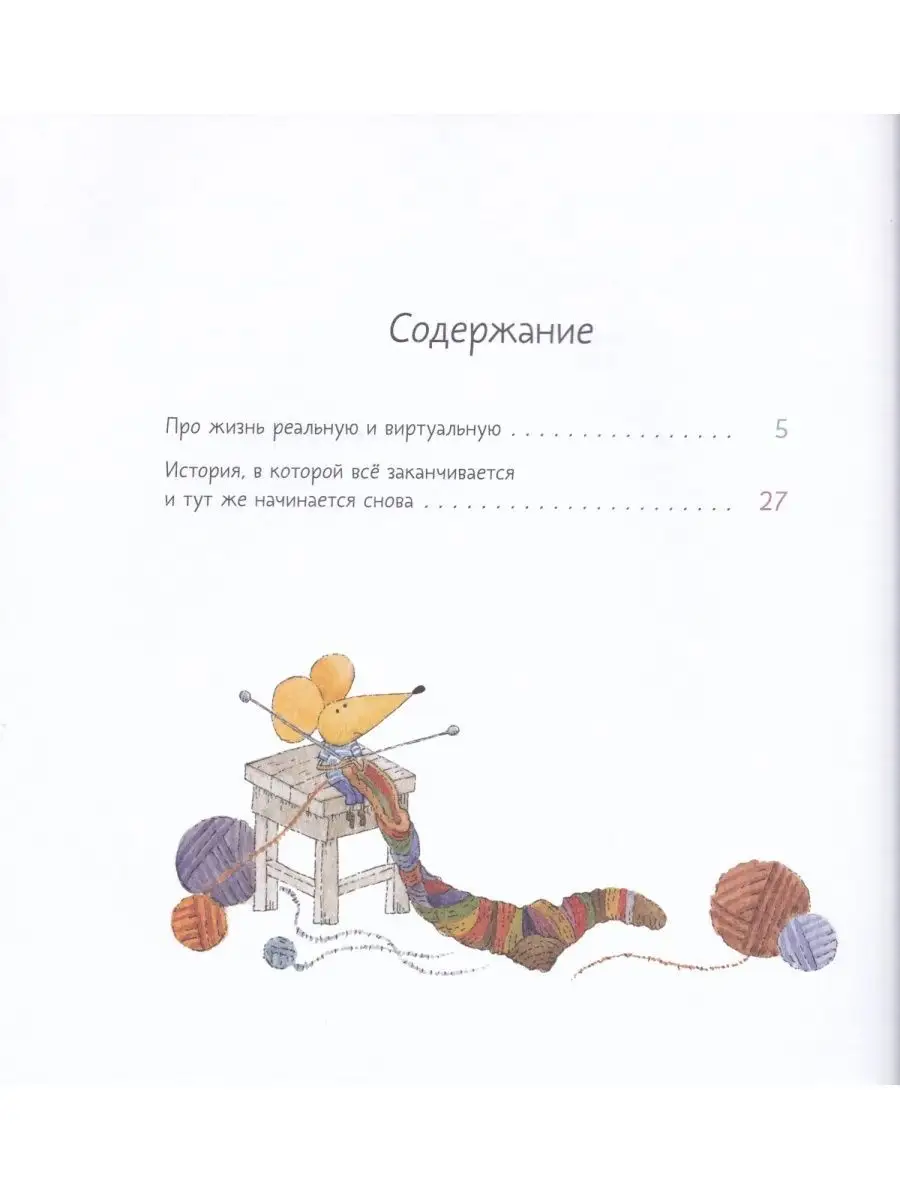 Содержание
Про жизнь реальную и виртуальную . . . . . . . . . . . . . . . . 5
История, в которой всё заканчивается
и тут же начинается снова . . . . . . . . . . . . . . . . . . . . . . 27